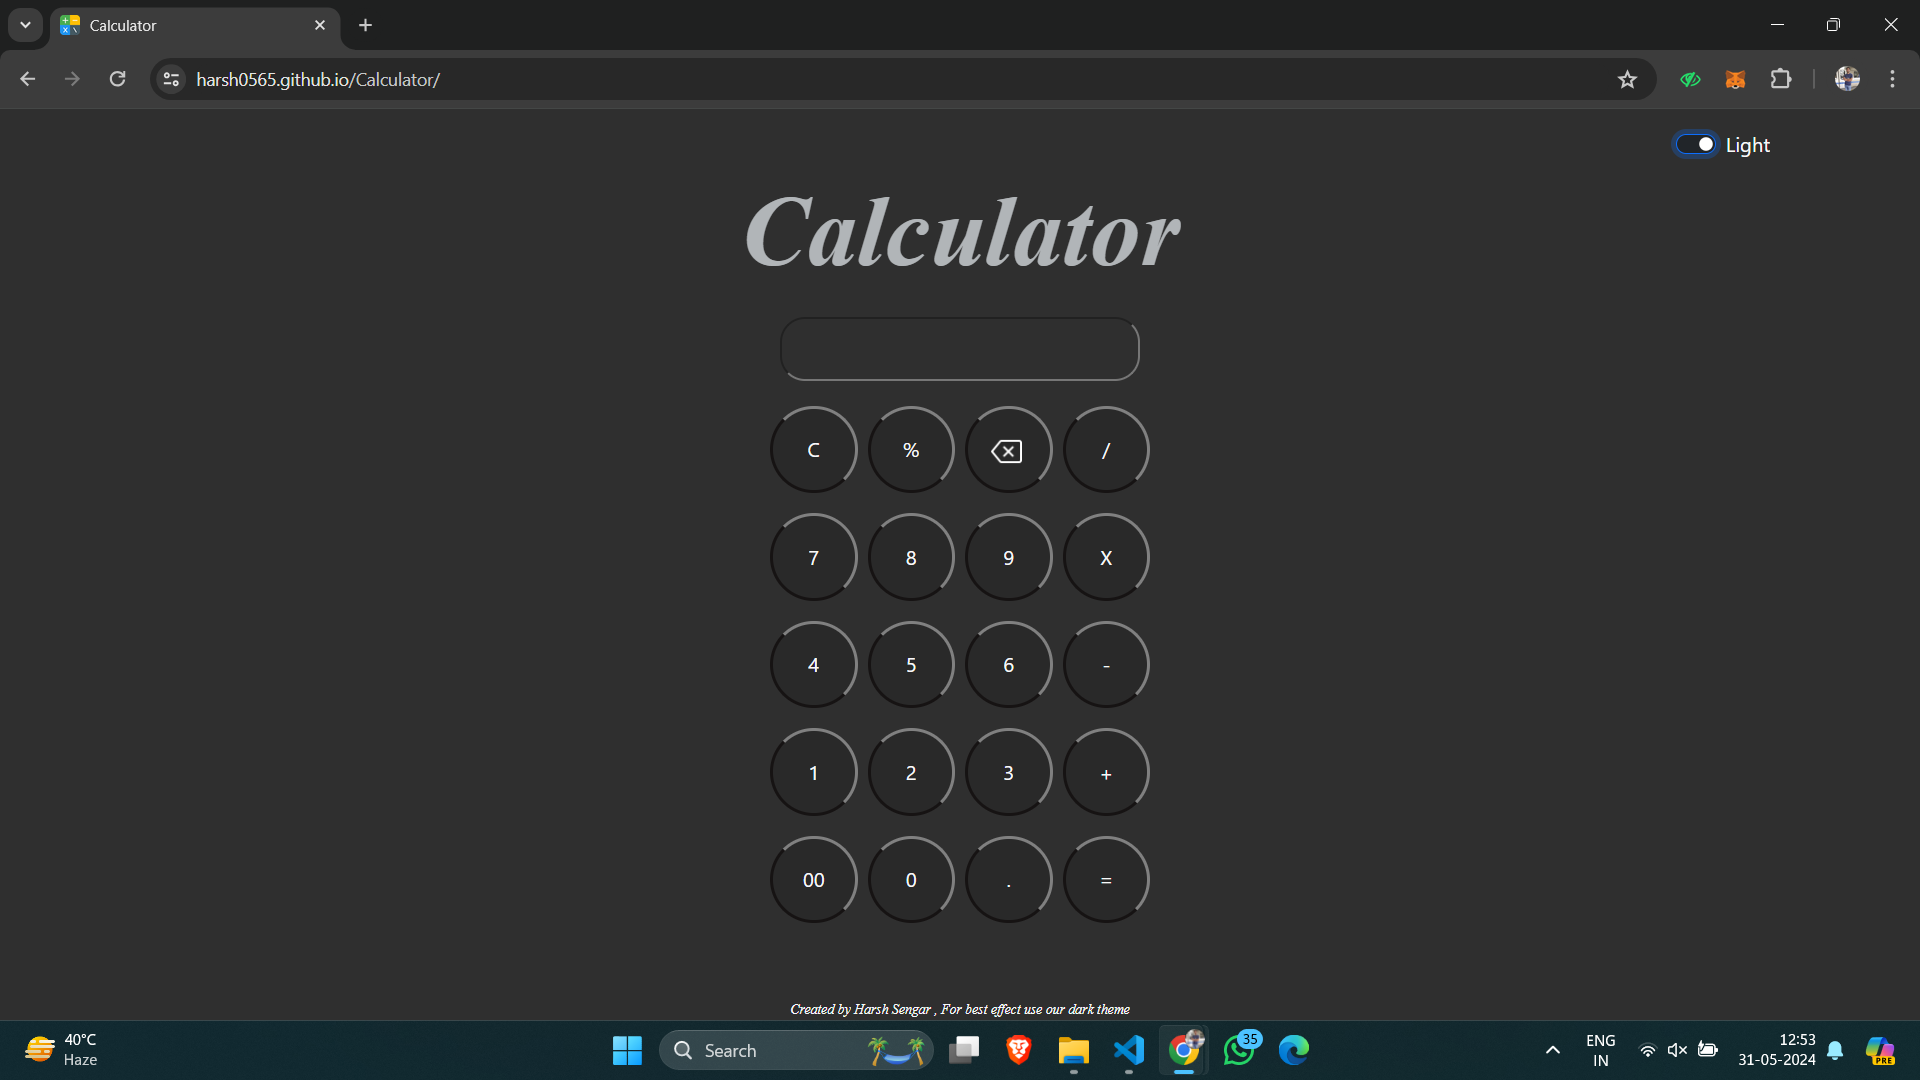 Calculator
harsh0565.github.io/Calculator/
Light
Calculator
C % /
7 8 9 X
4 5 6 -
1 2 3 +
00 0 . =
Created by Harsh Sengar , For best effect use our dark theme
40°C
Haze
Search
35
ENG
IN
12:53
31-05-2024
PRE